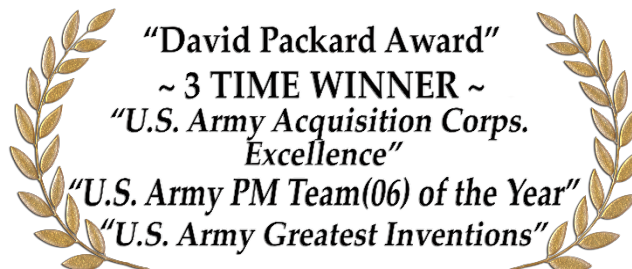 “David Packard Award”
~ 3 TIME WINNER ~
“U.S. Army Acquisition Corps.
Excellence”
“U.S. Army PM Team(06) of the Year”
“U.S. Army Greatest Inventions”